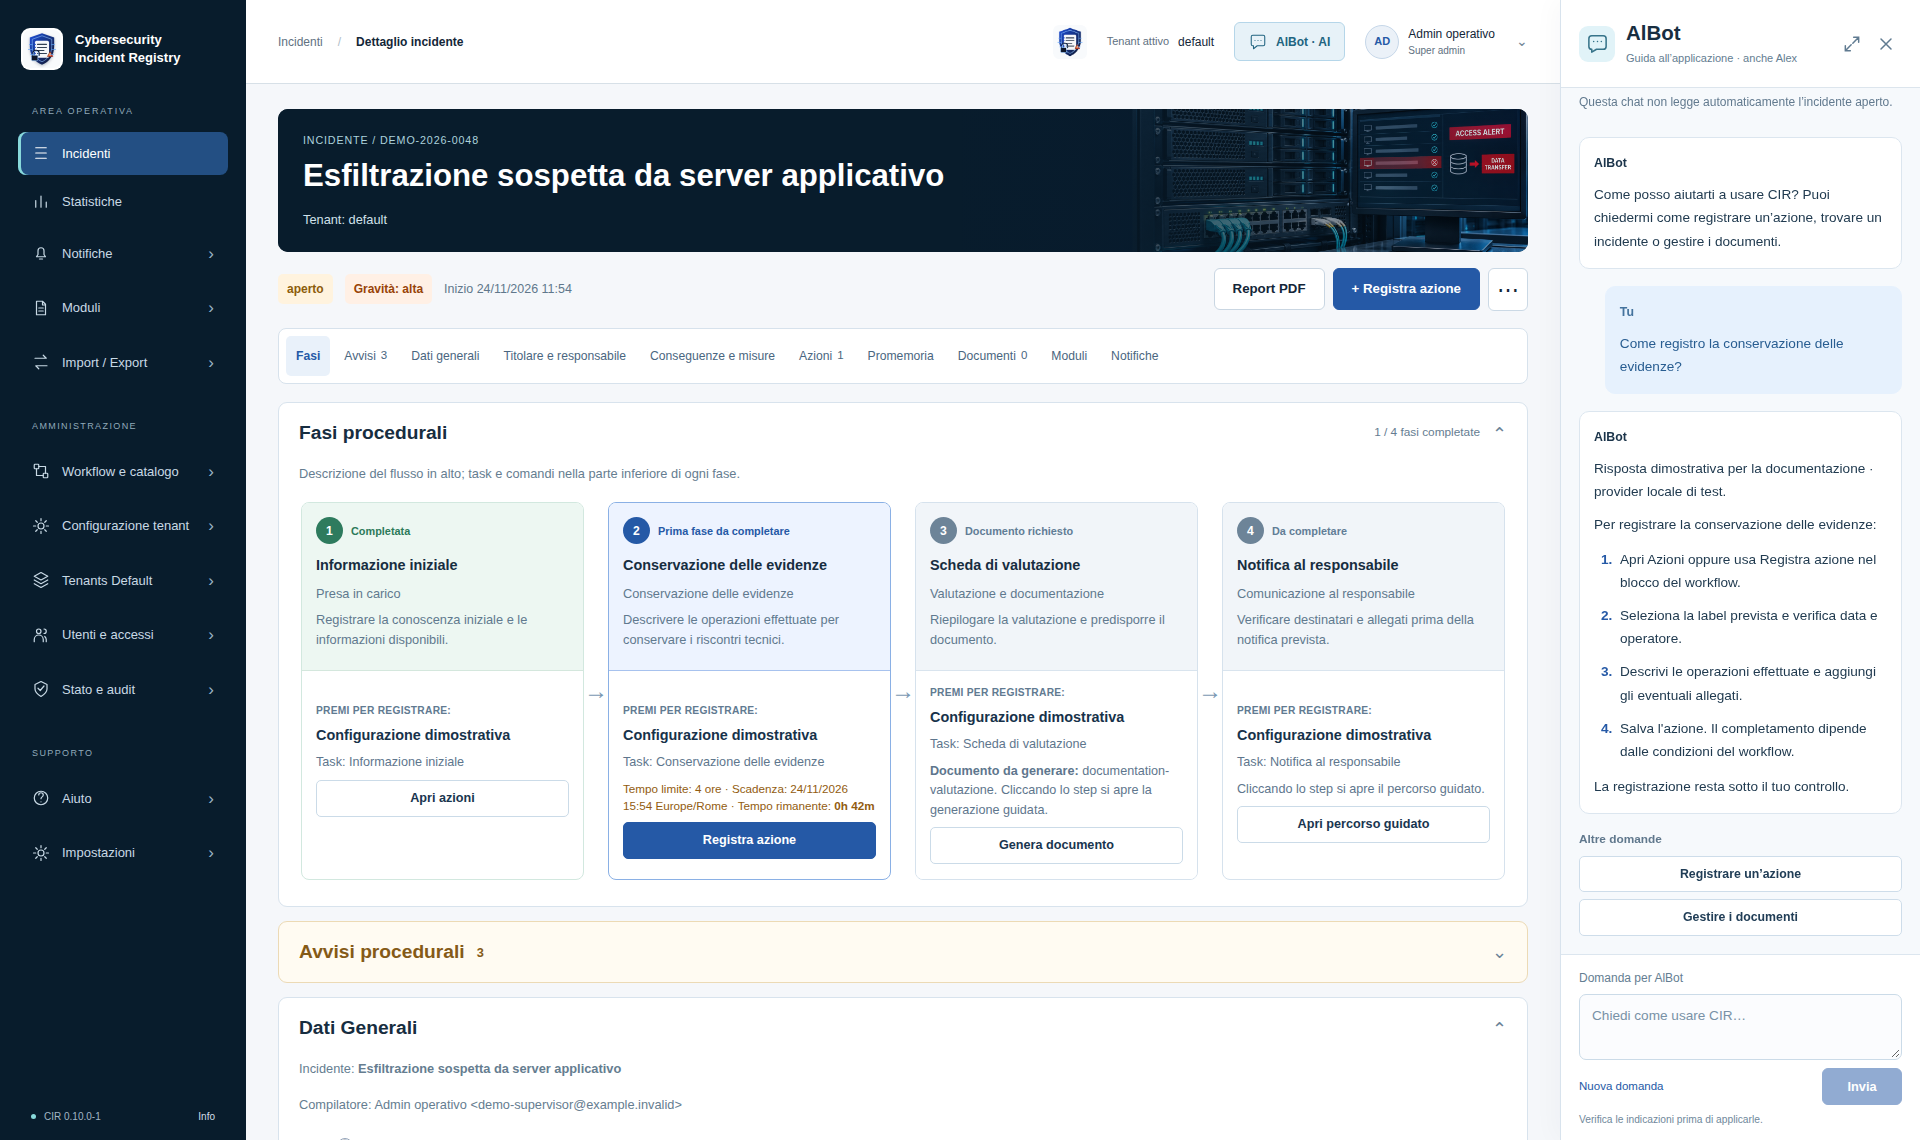 Cybersecurity
Incident Registry
AREA OPERATIVA
Incidenti
Statistiche
Notifiche
Moduli
Import / Export
AMMINISTRAZIONE
Workflow e catalogo
Configurazione tenant
Tenants Default
Utenti e accessi
Stato e audit
SUPPORTO
Aiuto
Impostazioni
CIR 0.10.0-1
Info
Incidenti / Dettaglio incidente
Tenant attivo default
AlBot · AI
AD
Admin operativo
Super admin
INCIDENTE / DEMO-2026-0048
Esfiltrazione sospetta da server applicativo
Tenant: default
ACCESS ALERT
DATA
TRANSFER
aperto
Gravità: alta
Inizio 24/11/2026 11:54
Report PDF
+ Registra azione
Fasi
Avvisi 3
Dati generali
Titolare e responsabile
Conseguenze e misure
Azioni 1
Promemoria
Documenti 0
Moduli
Notifiche
Fasi procedurali
1 / 4 fasi completate
Descrizione del flusso in alto; task e comandi nella parte inferiore di ogni fase.
1 Completata
Informazione iniziale
Presa in carico
Registrare la conoscenza iniziale e le
informazioni disponibili.
PREMI PER REGISTRARE:
Configurazione dimostrativa
Task: Informazione iniziale
Apri azioni
→
2 Prima fase da completare
Conservazione delle evidenze
Conservazione delle evidenze
Descrivere le operazioni effettuate per
conservare i riscontri tecnici.
PREMI PER REGISTRARE:
Configurazione dimostrativa
Task: Conservazione delle evidenze
Tempo limite: 4 ore · Scadenza: 24/11/2026
15:54 Europe/Rome · Tempo rimanente: 0h 42m
Registra azione
→
3 Documento richiesto
Scheda di valutazione
Valutazione e documentazione
Riepilogare la valutazione e predisporre il
documento.
PREMI PER REGISTRARE:
Configurazione dimostrativa
Task: Scheda di valutazione
Documento da generare: documentation-
valutazione. Cliccando lo step si apre la
generazione guidata.
Genera documento
→
4 Da completare
Notifica al responsabile
Comunicazione al responsabile
Verificare destinatari e allegati prima della
notifica prevista.
PREMI PER REGISTRARE:
Configurazione dimostrativa
Task: Notifica al responsabile
Cliccando lo step si apre il percorso guidato.
Apri percorso guidato
Avvisi procedurali 3
Dati Generali
Incidente: Esfiltrazione sospetta da server applicativo
Compilatore: Admin operativo <demo-supervisor@example.invalid>
AlBot
Guida all'applicazione · anche Alex
Questa chat non legge automaticamente l'incidente aperto.
AlBot
Come posso aiutarti a usare CIR? Puoi
chiedermi come registrare un'azione, trovare un
incidente o gestire i documenti.
Tu
Come registro la conservazione delle
evidenze?
AlBot
Risposta dimostrativa per la documentazione ·
provider locale di test.
Per registrare la conservazione delle evidenze:
1. Apri Azioni oppure usa Registra azione nel
blocco del workflow.
2. Seleziona la label prevista e verifica data e
operatore.
3. Descrivi le operazioni effettuate e aggiungi
gli eventuali allegati.
4. Salva l'azione. Il completamento dipende
dalle condizioni del workflow.
La registrazione resta sotto il tuo controllo.
Altre domande
Registrare un'azione
Gestire i documenti
Domanda per AlBot
Chiedi come usare CIR…
Nuova domanda
Invia
Verifica le indicazioni prima di applicarle.